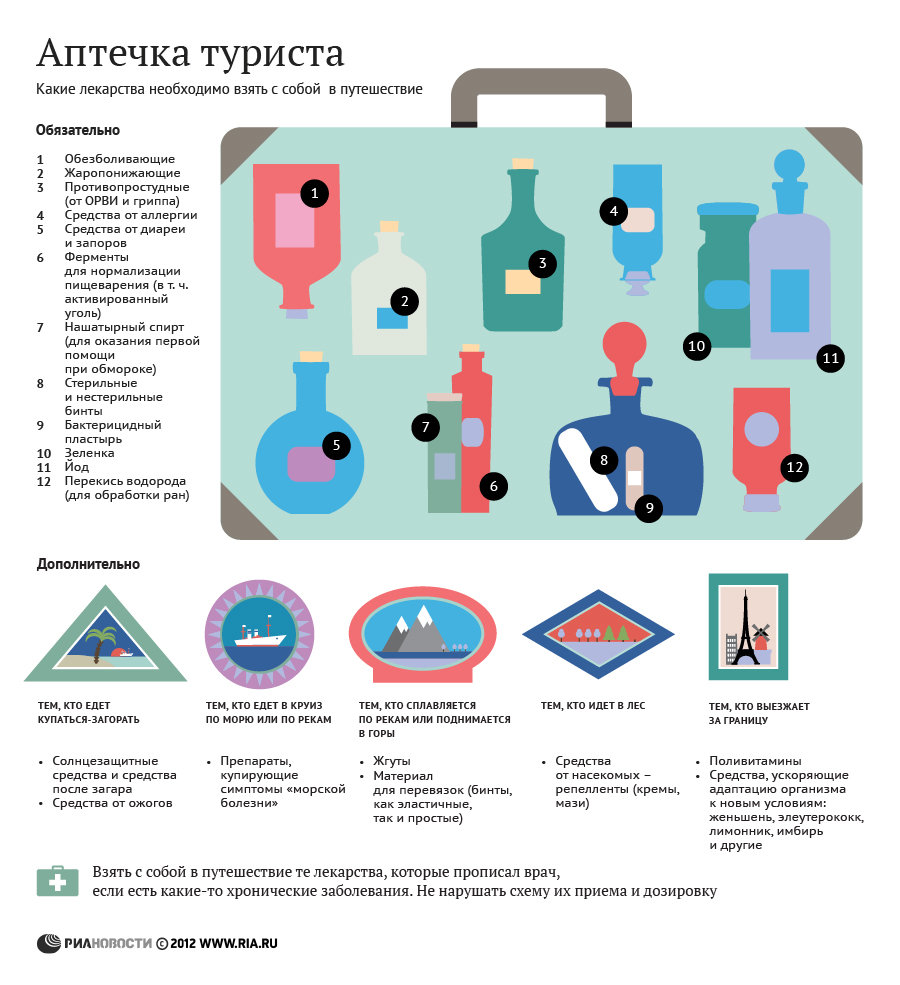 Аптечка туриста
Какие лекарства необходимо взять с собой в путешествие
Обязательно
1 Обезболивающие
2 Жаропонижающие
3 Противопростудные
(от ОРВИ и гриппа)
4 Средства от аллергии
5 Средства от диареи
и запоров
6 Ферменты
для нормализации
пищеварения (в т. ч.
активированный
уголь)
7 Нашатырный спирт
(для оказания первой
помощи
при обмороке)
8 Стерильные
и нестерильные
бинты
9 Бактерицидный
пластырь
10 Зеленка
11 Йод
12 Перекись водорода
(для обработки ран)
1
2
3
4
5
6
7
8
9
10
11
12
Дополнительно
ТЕМ, КТО ЕДЕТ
КУПАТЬСЯ-ЗАГОРАТЬ
• Солнцезащитные
средства и средства
после загара
• Средства от ожогов
ТЕМ, КТО ЕДЕТ В КРУИЗ
ПО МОРЮ ИЛИ ПО РЕКАМ
• Препараты,
купирующие
симптомы «морской
болезни»
ТЕМ, КТО СПЛАВЛЯЕТСЯ
ПО РЕКАМ ИЛИ ПОДНИМАЕТСЯ
В ГОРЫ
• Жгуты
• Материал
для перевязок (бинты,
как эластичные,
так и простые)
ТЕМ, КТО ИДЕТ В ЛЕС
• Средства
от насекомых –
репелленты (кремы,
мази)
ТЕМ, КТО ВЫЕЗЖАЕТ
ЗА ГРАНИЦУ
• Поливитамины
• Средства, ускоряющие
адаптацию организма
к новым условиям:
женьшень, элеутерококк,
лимонник, имбирь
и другие
Взять с собой в путешествие те лекарства, которые прописал врач,
если есть какие-то хронические заболевания. Не нарушать схему их приема и дозировку
РИАНОВОСТИ © 2012 WWW.RIA.RU